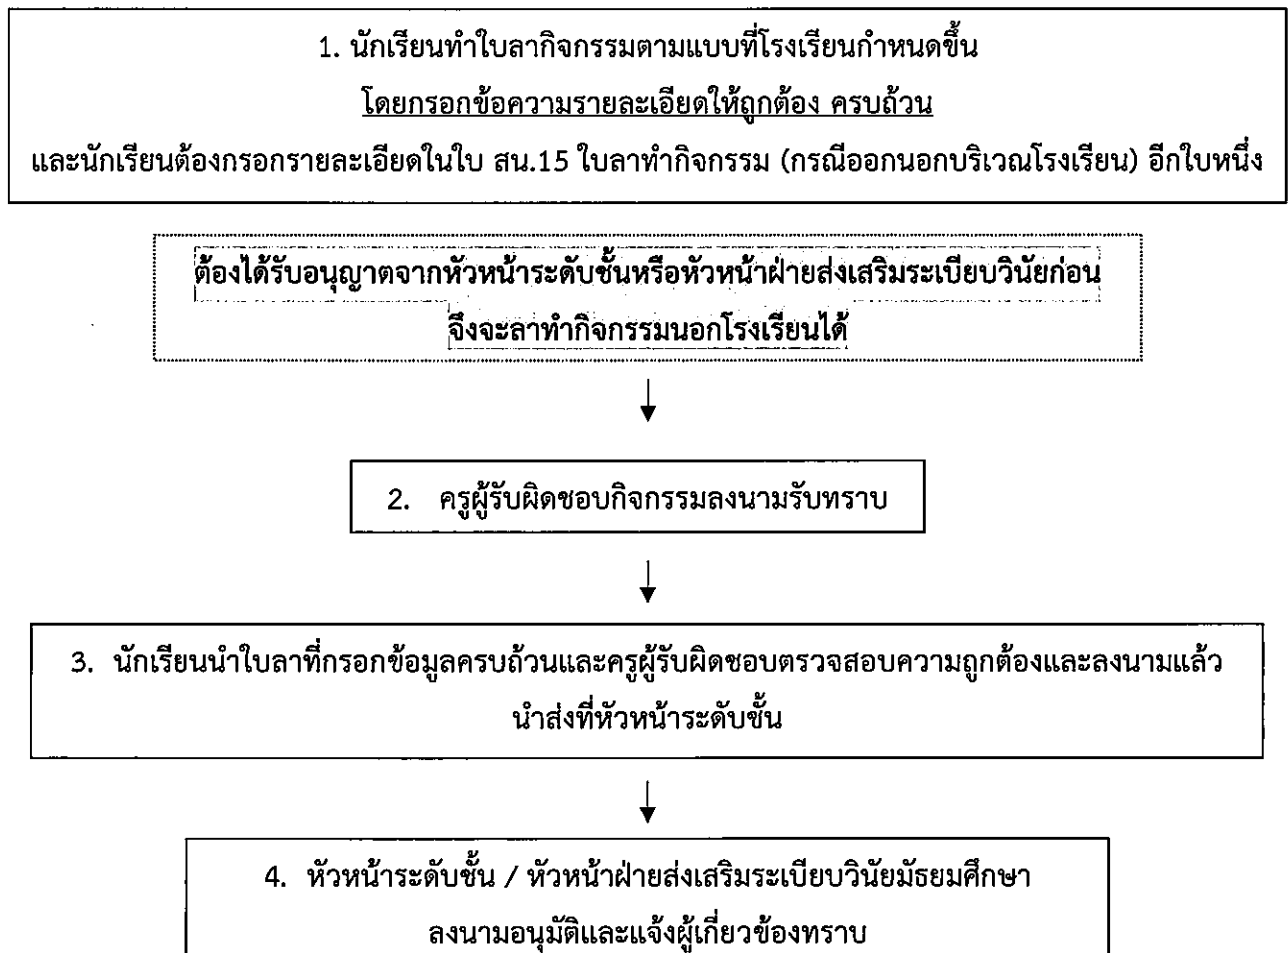 1. นักเรียนทำใบลากิจกรรมตามแบบที่โรงเรียนกำหนดขึ้น
โดยกรอกข้อความรายละเอียดให้ถูกต้อง ครบถ้วน
และนักเรียนต้องกรอกรายละเอียดในใบ สน.15 ใบลาทำกิจกรรม (กรณีออกนอกบริเวณโรงเรียน) อีกใบหนึ่ง
ต้องได้รับอนุญาตจากหัวหน้าระดับชั้นหรือหัวหน้าฝ่ายส่งเสริมระเบียบวินัยก่อน
จึงจะลาทำกิจกรรมนอกโรงเรียนได้
2. ครูผู้รับผิดชอบกิจกรรมลงนามรับทราบ
3. นักเรียนนำใบลาที่กรอกข้อมูลครบถ้วนและครูผู้รับผิดชอบตรวจสอบความถูกต้องและลงนามแล้ว
นำส่งที่หัวหน้าระดับชั้น
4. หัวหน้าระดับชั้น / หัวหน้าฝ่ายส่งเสริมระเบียบวินัยมัธยมศึกษา
ลงนามอนุมัติและแจ้งผู้เกี่ยวข้องทราบ